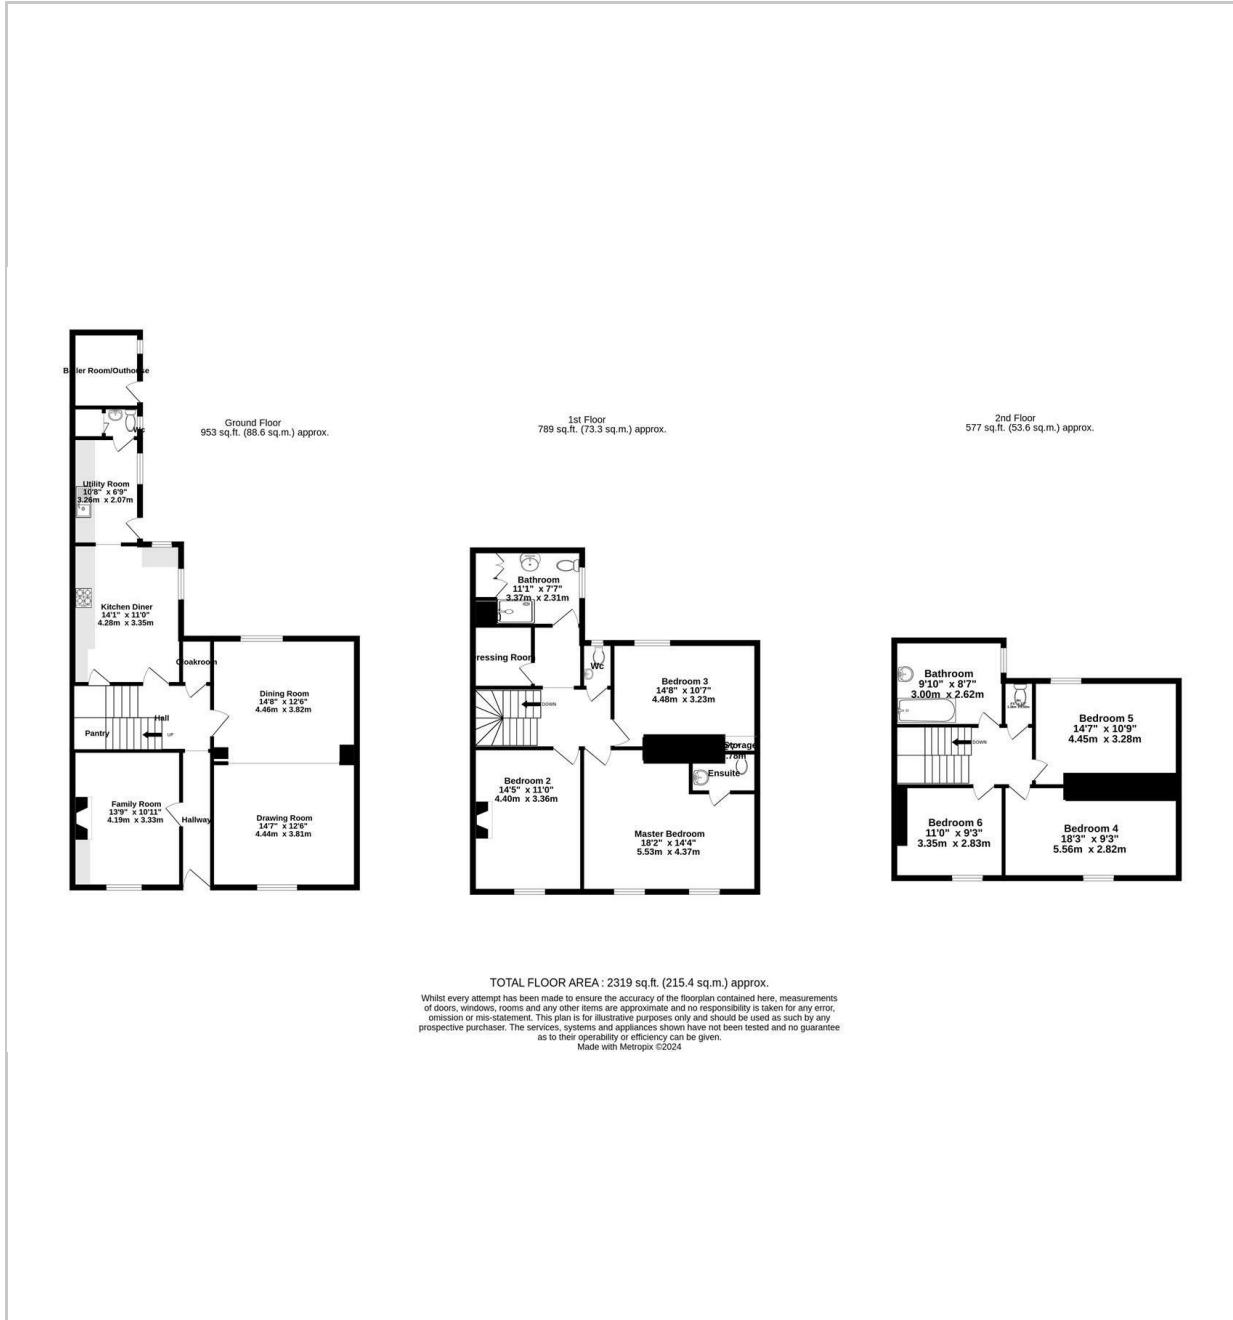 Boiler Room/Outhouse
Wc
Ground Floor
953 sq.ft. (88.6 sq.m.) approx.
Utility Room
10'8" x 6'9"
3.26m x 2.07m
Kitchen Diner
14'1" x 11'0"
4.28m x 3.35m
Cloakroom
Dining Room
14'8" x 12'6"
4.46m x 3.82m
Hall
Pantry
UP
Family Room
13'9" x 10'11"
4.19m x 3.33m
Hallway
Drawing Room
14'7" x 12'6"
4.44m x 3.81m
1st Floor
789 sq.ft. (73.3 sq.m.) approx.
Bathroom
11'1" x 7'7"
3.37m x 2.31m
Dressing Room
Wc
Bedroom 3
14'8" x 10'7"
4.48m x 3.23m
DOWN
Storage
.78m
Ensuite
Bedroom 2
14'5" x 11'0"
4.40m x 3.36m
Master Bedroom
18'2" x 14'4"
5.53m x 4.37m
2nd Floor
577 sq.ft. (53.6 sq.m.) approx.
Bathroom
9'10" x 8'7"
3.00m x 2.62m
Bedroom 5
14'7" x 10'9"
4.45m x 3.28m
DOWN
Bedroom 6
11'0" x 9'3"
3.35m x 2.83m
Bedroom 4
18'3" x 9'3"
5.56m x 2.82m
TOTAL FLOOR AREA : 2319 sq.ft. (215.4 sq.m.) approx.
Whilst every attempt has been made to ensure the accuracy of the floorplan contained here, measurements
of doors, windows, rooms and any other items are approximate and no responsibility is taken for any error,
omission or mis-statement. This plan is for illustrative purposes only and should be used as such by any
prospective purchaser. The services, systems and appliances shown have not been tested and no guarantee
as to their operability or efficiency can be given.
Made with Metropix ©2024